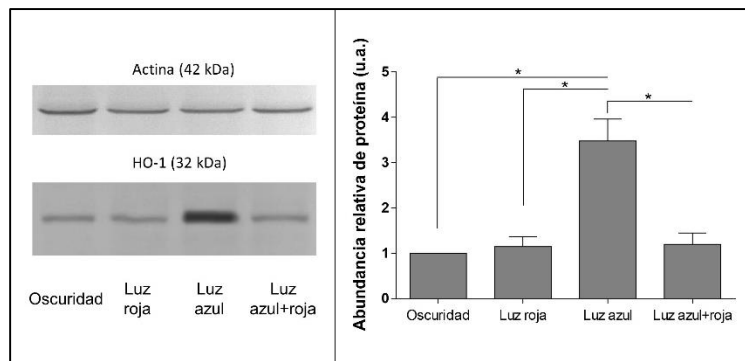 Actina (42 kDa)
HO-1 (32 kDa)
Oscuridad
Luz
roja
Luz
azul
Luz
azul+roja
Abundancia relativa de proteína (u.a.)
5
4
3
2
1
0
*
*
*
Oscuridad
Luz roja
Luz azul
Luz azul+roja